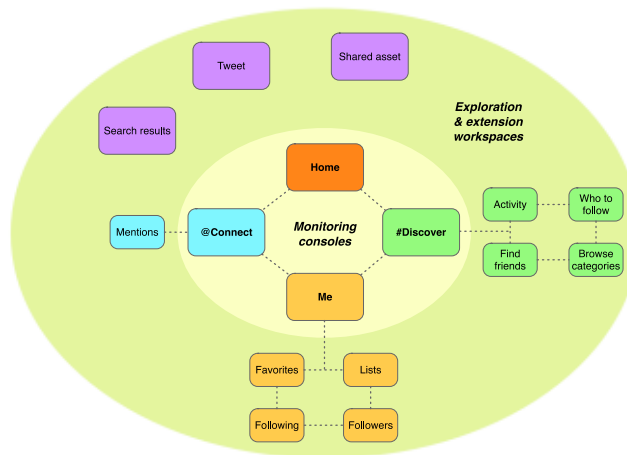 Shared asset
Tweet
Exploration
& extension
workspaces
Search results
Home
Activity
Who to
follow
Mentions
@Connect
Monitoring
consoles
#Discover
Find
friends
Browse
categories
Me
Favorites
Lists
Following
Followers